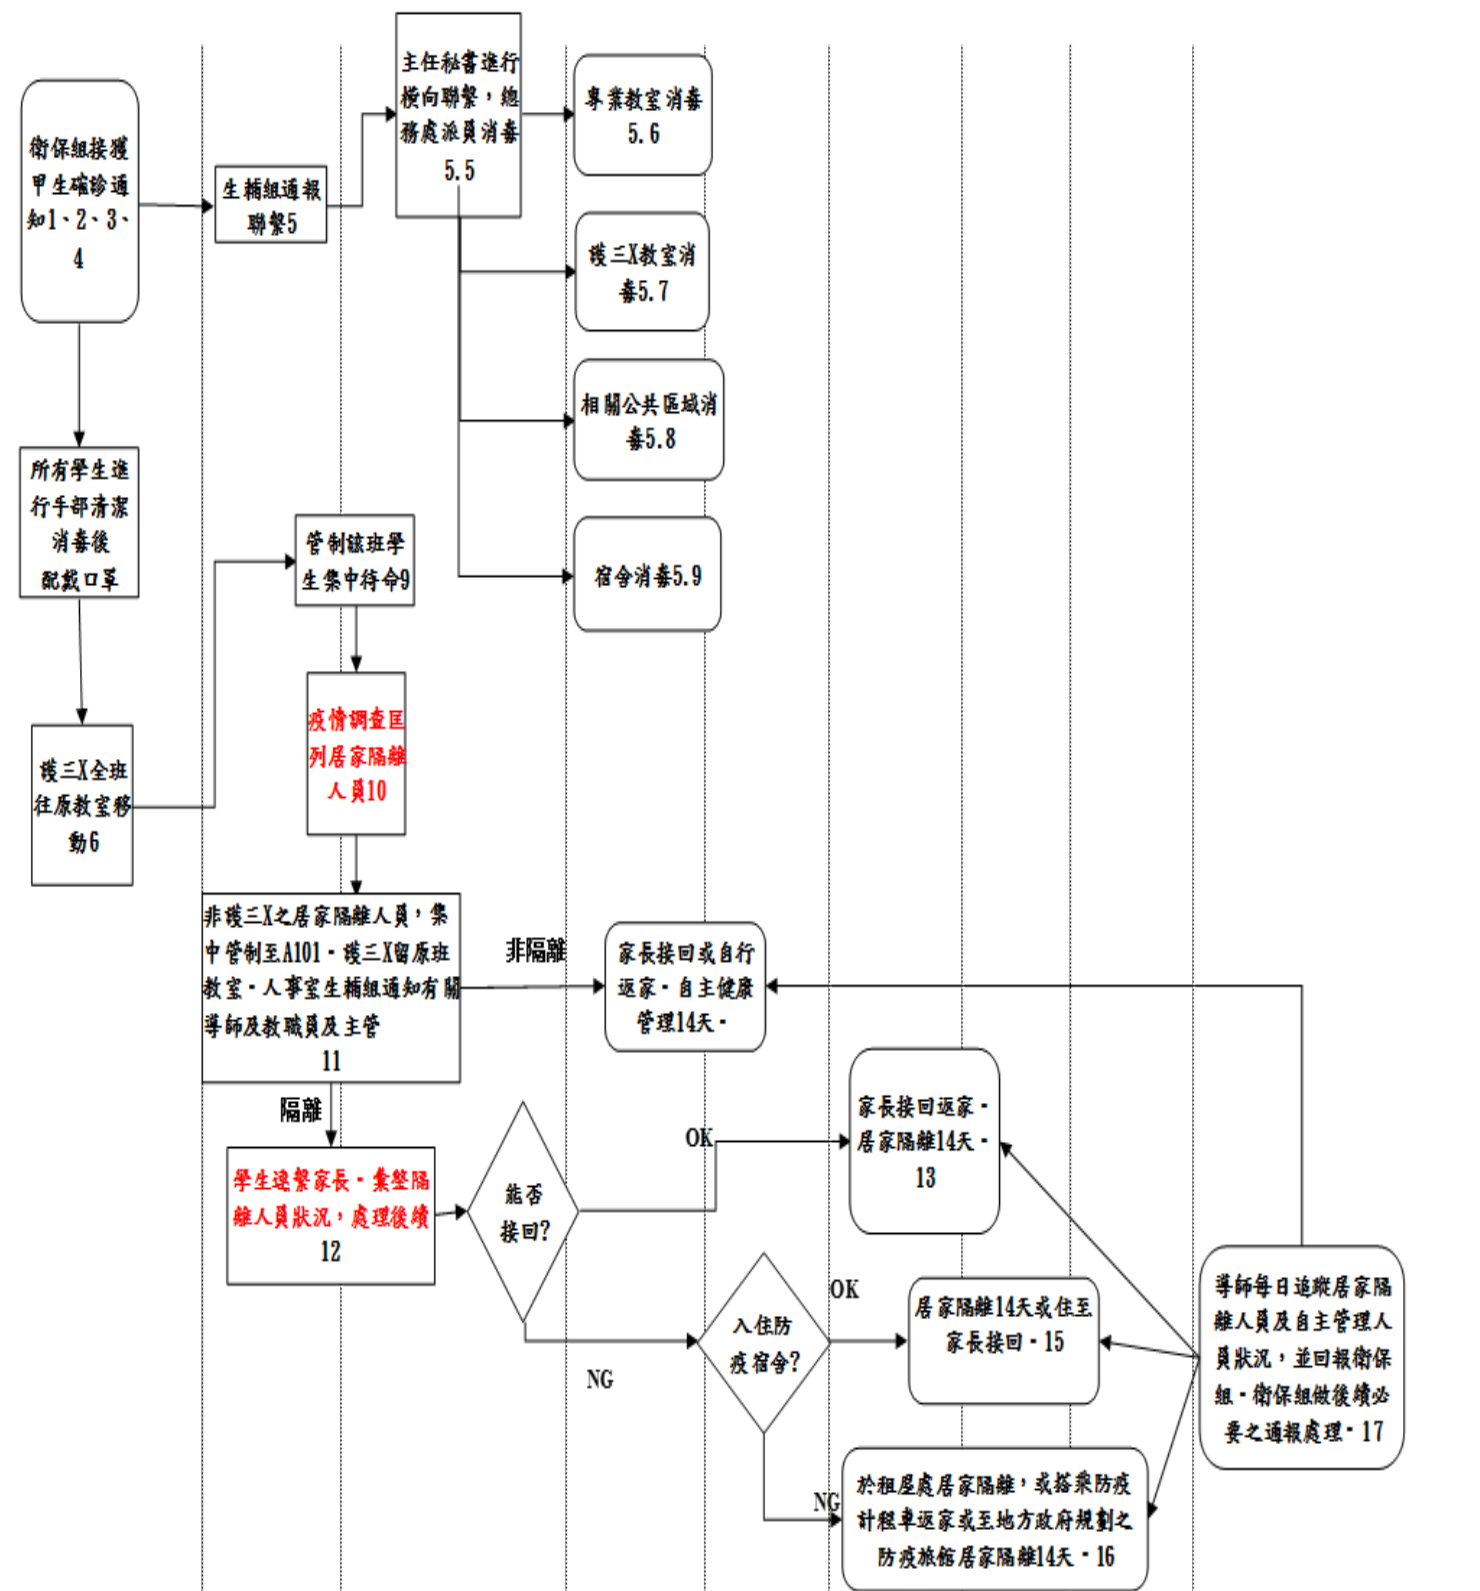 衛保組接獲
甲生確診通
知1、2、3、
4
生輔組通報
聯繫5
主任秘書進行
橫向聯繫，總
務處派員消毒
5.5
專業教室消毒
5.6
護三X教室消
毒5.7
相關公共區域消
毒5.8
宿舍消毒5.9
所有學生進
行手部清潔
消毒後
配戴口罩
護三X全班
往原教室移
動6
管制該班學
生集中待命9
疫情調查匡
列居家隔離
人員10
非護三X之居家隔離人員，集
中管制至A101。護三X留原班
教室。人事室生輔組通知有關
導師及教職員及主管
11
非隔離
家長接回或自行
返家。自主健康
管理14天。
隔離
學生連繫家長。彙整隔
離人員狀況，處理後續
12
能否
接回?
OK
家長接回返家。
居家隔離14天。
13
NG
入住防
疫宿舍?
OK
居家隔離14天或住至
家長接回。15
NG
於租屋處居家隔離，或搭乘防疫
計程車返家或至地方政府規劃之
防疫旅館居家隔離14天。16
導師每日追蹤居家隔
離人員及自主管理人
員狀況，並回報衛保
組。衛保組做後續必
要之通報處理。17